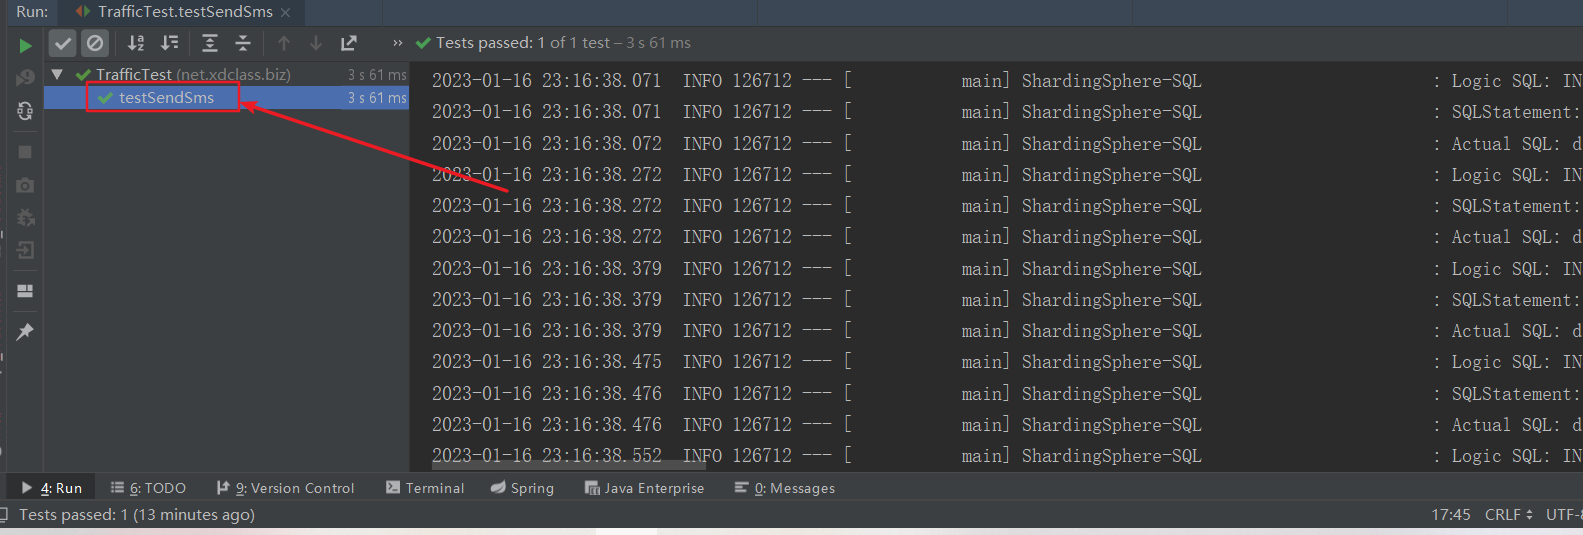 Run: TrafficTest.testSendSms ×
» Tests passed: 1 of 1 test – 3 s 61 ms
TrafficTest (net.xdclass.biz) 3 s 61 ms
testSendSms 3 s 61 ms
2023-01-16 23:16:38.071 INFO 126712 --- [ main] ShardingSphere-SQL : Logic SQL: IN
2023-01-16 23:16:38.071 INFO 126712 --- [ main] ShardingSphere-SQL : SQLStatement:
2023-01-16 23:16:38.072 INFO 126712 --- [ main] ShardingSphere-SQL : Actual SQL: d
2023-01-16 23:16:38.272 INFO 126712 --- [ main] ShardingSphere-SQL : Logic SQL: IN
2023-01-16 23:16:38.272 INFO 126712 --- [ main] ShardingSphere-SQL : SQLStatement:
2023-01-16 23:16:38.272 INFO 126712 --- [ main] ShardingSphere-SQL : Actual SQL: d
2023-01-16 23:16:38.379 INFO 126712 --- [ main] ShardingSphere-SQL : Logic SQL: IN
2023-01-16 23:16:38.379 INFO 126712 --- [ main] ShardingSphere-SQL : SQLStatement:
2023-01-16 23:16:38.379 INFO 126712 --- [ main] ShardingSphere-SQL : Actual SQL: d
2023-01-16 23:16:38.475 INFO 126712 --- [ main] ShardingSphere-SQL : Logic SQL: IN
2023-01-16 23:16:38.476 INFO 126712 --- [ main] ShardingSphere-SQL : SQLStatement:
2023-01-16 23:16:38.476 INFO 126712 --- [ main] ShardingSphere-SQL : Actual SQL: d
2023-01-16 23:16:38.552 INFO 126712 --- [ main] ShardingSphere-SQL : Logic SQL: IN
4: Run 6: TODO 9: Version Control Terminal Spring Java Enterprise 0: Messages
Tests passed: 1 (13 minutes ago) 17:45 CRLF UTF-8